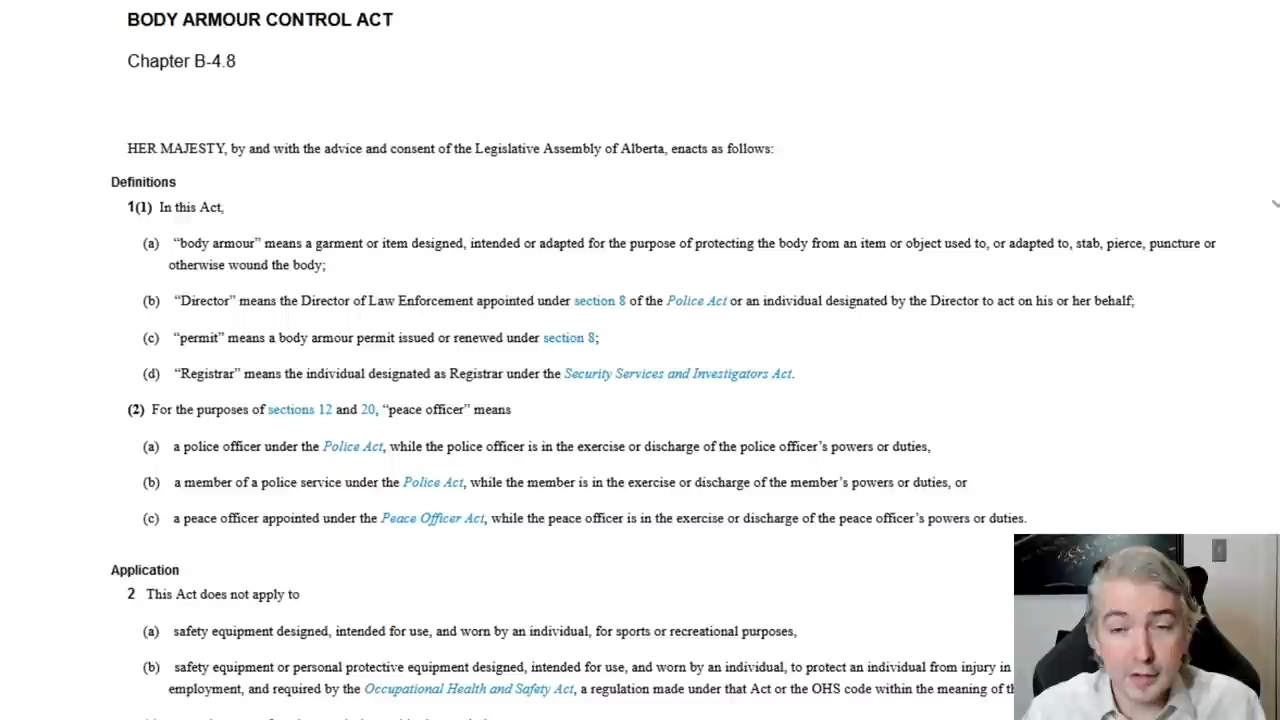 BODY ARMOUR CONTROL ACT
Chapter B-4.8
HER MAJESTY, by and with the advice and consent of the Legislative Assembly of Alberta, enacts as follows:
Definitions
1(1) In this Act,
(a) “body armour” means a garment or item designed, intended or adapted for the purpose of protecting the body from an item or object used to, or adapted to, stab, pierce, puncture or
otherwise wound the body;
(b) “Director” means the Director of Law Enforcement appointed under section 8 of the Police Act or an individual designated by the Director to act on his or her behalf;
(c) “permit” means a body armour permit issued or renewed under section 8;
(d) “Registrar” means the individual designated as Registrar under the Security Services and Investigators Act.
(2) For the purposes of sections 12 and 20, “peace officer” means
(a) a police officer under the Police Act, while the police officer is in the exercise or discharge of the police officer’s powers or duties,
(b) a member of a police service under the Police Act, while the member is in the exercise or discharge of the member’s powers or duties, or
(c) a peace officer appointed under the Peace Officer Act, while the peace officer is in the exercise or discharge of the peace officer’s powers or duties.
Application
2 This Act does not apply to
(a) safety equipment designed, intended for use, and worn by an individual, for sports or recreational purposes,
(b) safety equipment or personal protective equipment designed, intended for use, and worn by an individual, to protect an individual from injury in
employment, and required by the Occupational Health and Safety Act, a regulation made under that Act or the OHS code within the meaning of